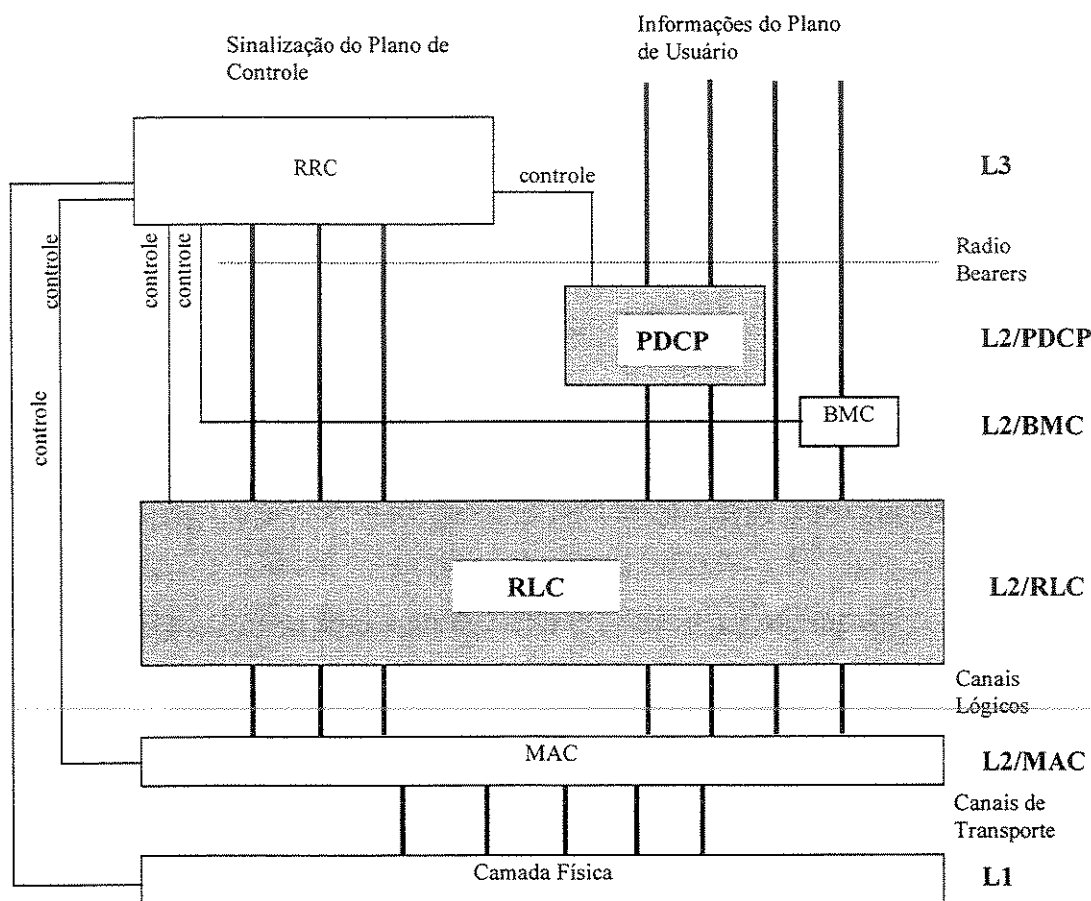 Sinalização do Plano de
Controle
Informações do Plano
de Usuário
RRC
controle
L3
controle
controle
controle
Radio
Bearers
PDCP
L2/PDCP
controle
BMC
L2/BMC
RLC
L2/RLC
Canais
Lógicos
MAC
L2/MAC
Canais de
Transporte
Camada Física
L1